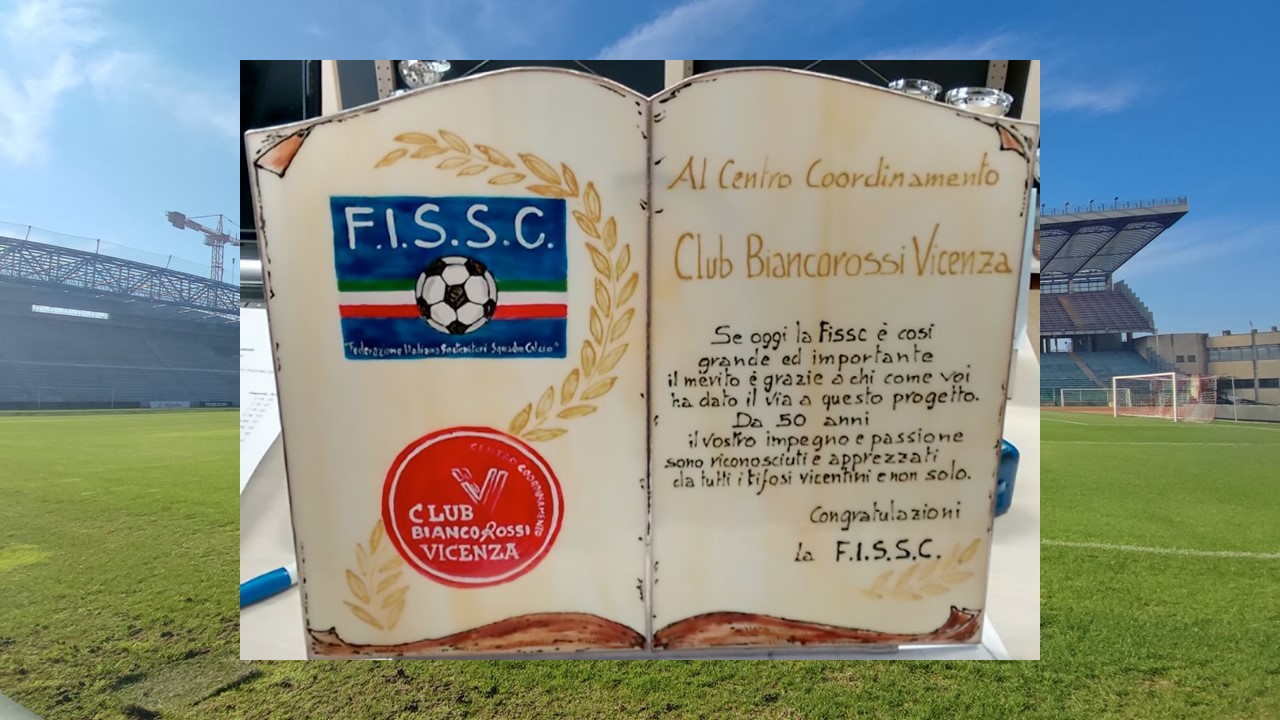 F.I.S.S.C.
"Federazione Italiana Sostenitori Squadre Calcio"
CENTRO COORDINAMENTO
CLUB
BIANCOROSSI
VICENZA
Al Centro Coordinamento
Club Biancorossi Vicenza
Se oggi la Fissc è così
grande ed importante
il merito è grazie a chi come voi
ha dato il via a questo progetto.
Da 50 anni
il vostro impegno e passione
sono riconosciuti e apprezzati
da tutti i tifosi vicentini e non solo.
Congratulazioni
la F.I.S.S.C.